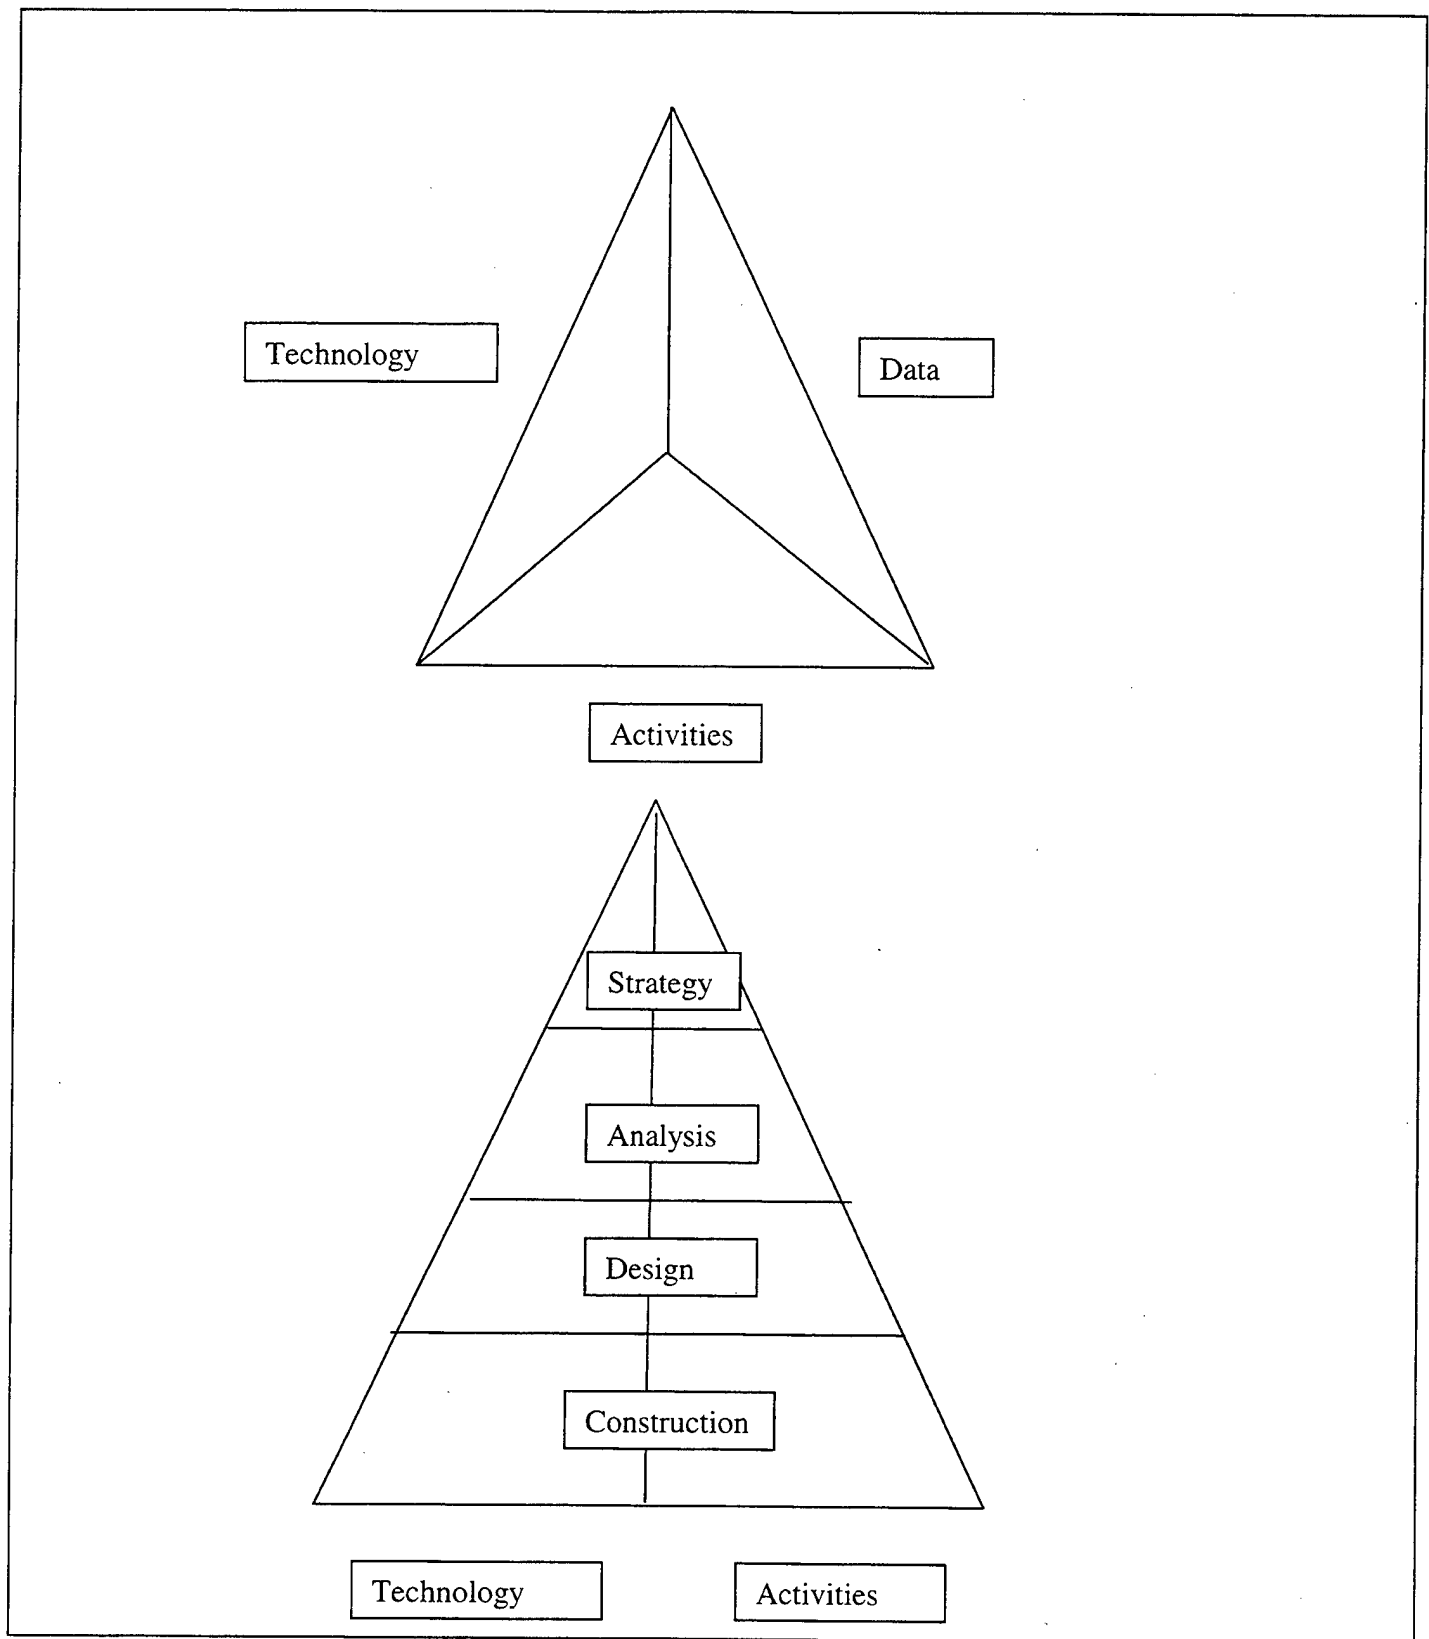 Technology
Data
Activities
Strategy
Analysis
Design
Construction
Technology
Activities